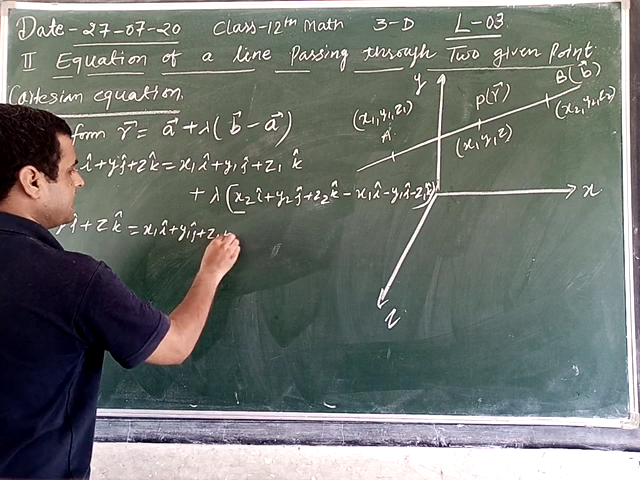 Date - 27-07-20 Class-12th Math 3-D L-03
II Equation of a line Passing through Two given Point.
Cartesian equation.
form r⃗ = a⃗ + λ(b⃗ - a⃗)
î + yĵ + zk̂ = x₁î + y₁ĵ + z₁ k̂
+ λ(x₂î + y₂ĵ + z₂k̂ - x₁î - y₁ĵ - z₁k̂)
ĵ + zk̂ = x₁î + y₁ĵ + z₁
y
B(b⃗)
P(r⃗)
(x₁, y₁, z₁)
(x₂, y₂, z₂)
A
(x, y, z)
x
z